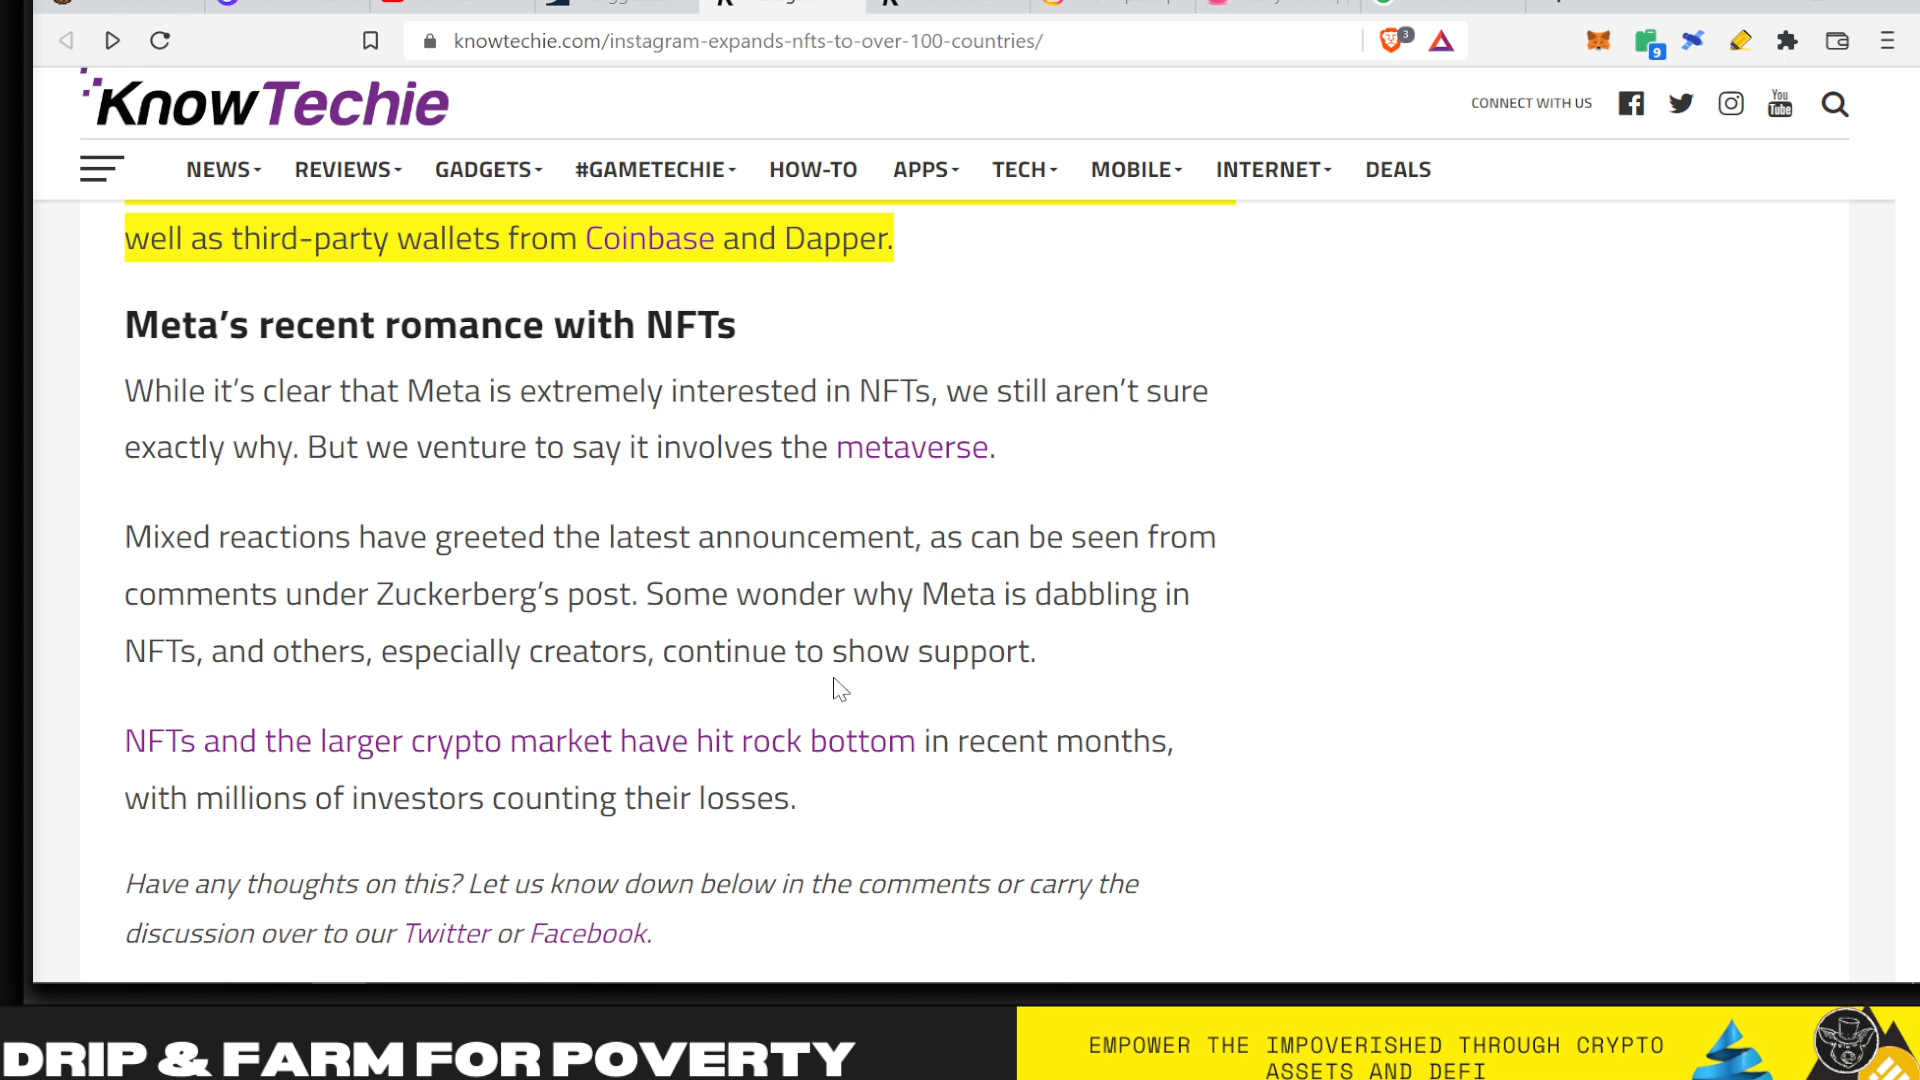 3
knowtechie.com/instagram-expands-nfts-to-over-100-countries/
9
KnowTechie
CONNECT WITH US
You
Tube
NEWS REVIEWS GADGETS #GAMETECHIE HOW-TO APPS TECH MOBILE INTERNET DEALS
well as third-party wallets from Coinbase and Dapper.
Meta’s recent romance with NFTs
While it’s clear that Meta is extremely interested in NFTs, we still aren’t sure
exactly why. But we venture to say it involves the metaverse.
Mixed reactions have greeted the latest announcement, as can be seen from
comments under Zuckerberg’s post. Some wonder why Meta is dabbling in
NFTs, and others, especially creators, continue to show support.
NFTs and the larger crypto market have hit rock bottom in recent months,
with millions of investors counting their losses.
Have any thoughts on this? Let us know down below in the comments or carry the
discussion over to our Twitter or Facebook.
DRIP & FARM FOR POVERTY
EMPOWER THE IMPOVERISHED THROUGH CRYPTO
ASSETS AND DEFI